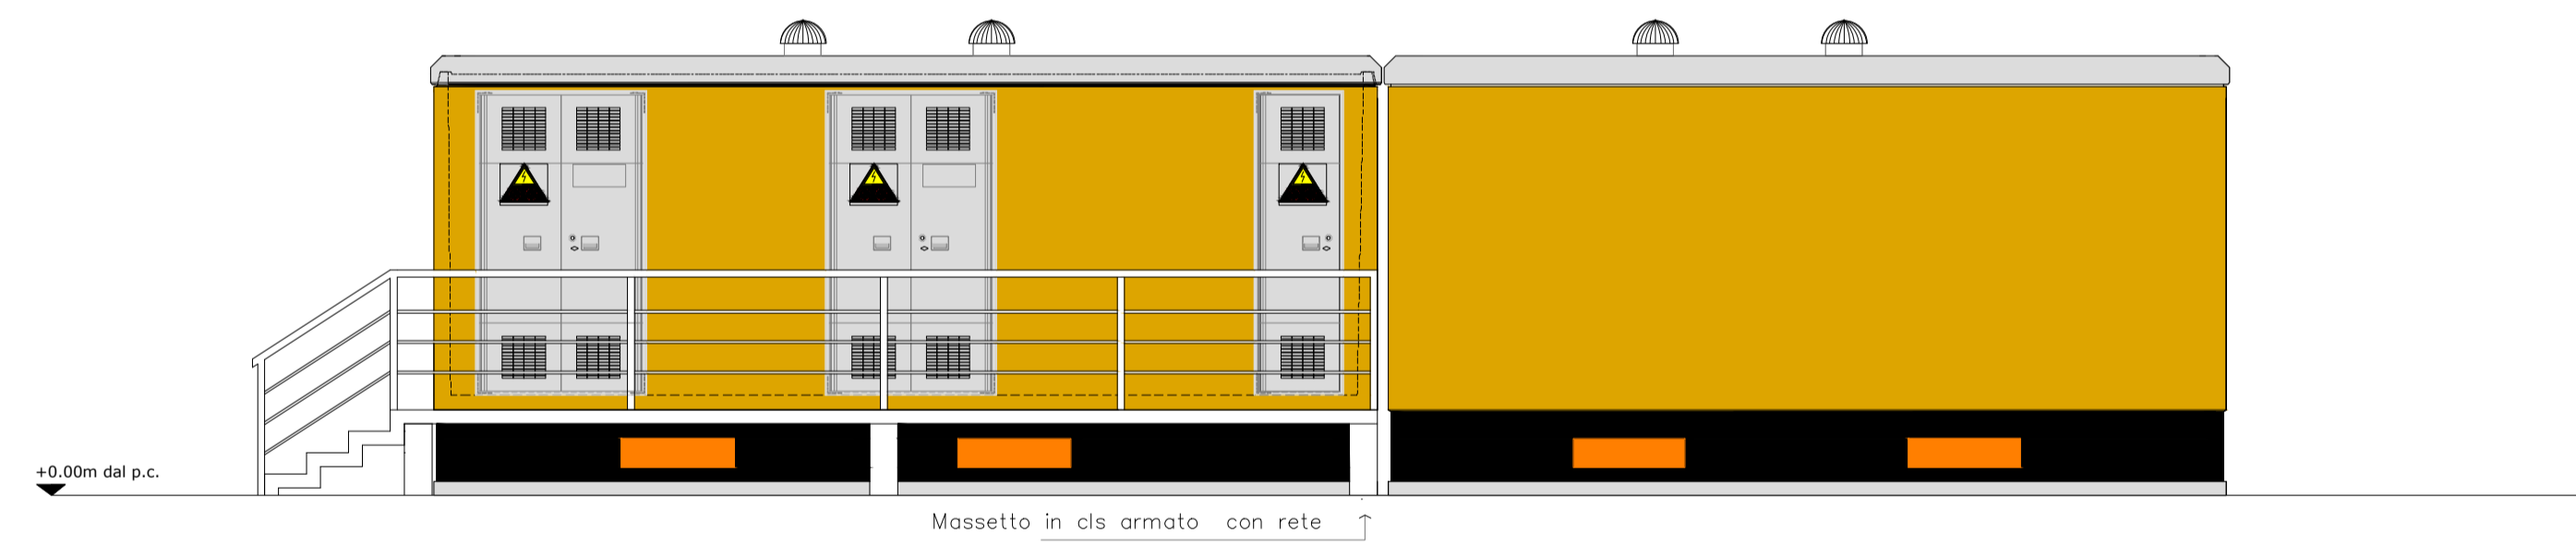 +0.00m dal p.c.
Massetto in cls armato con rete